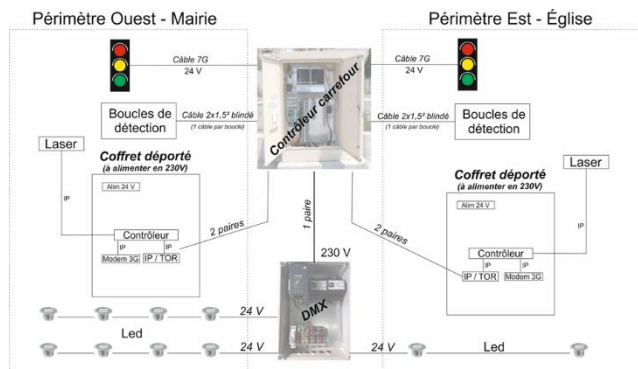 Périmètre Ouest - Mairie
Périmètre Est - Église
Câble 7G
24 V
Câble 7G
24 V
Contrôleur carrefour
Boucles de
détection
Câble 2x1,5² blindé
(1 câble par boucle)
Câble 2x1,5² blindé
(1 câble par boucle)
Boucles de
détection
Laser
IP
Coffret déporté
(à alimenter en 230V)
Alim 24 V
Contrôleur
IP
IP
Modem 3G
IP / TOR
2 paires
1 paire
2 paires
Laser
IP
Coffret déporté
(à alimenter en 230V)
Alim 24 V
Contrôleur
IP
IP
IP / TOR
Modem 3G
230 V
DMX
24 V
Led
24 V
24 V
Led